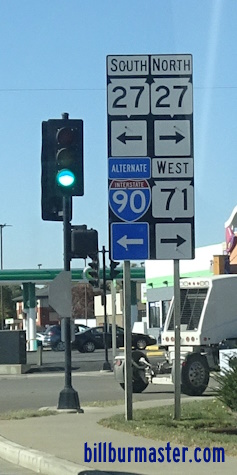 SOUTH NORTH
27 27
ALTERNATE WEST
INTERSTATE
90 71
billburmaster.com